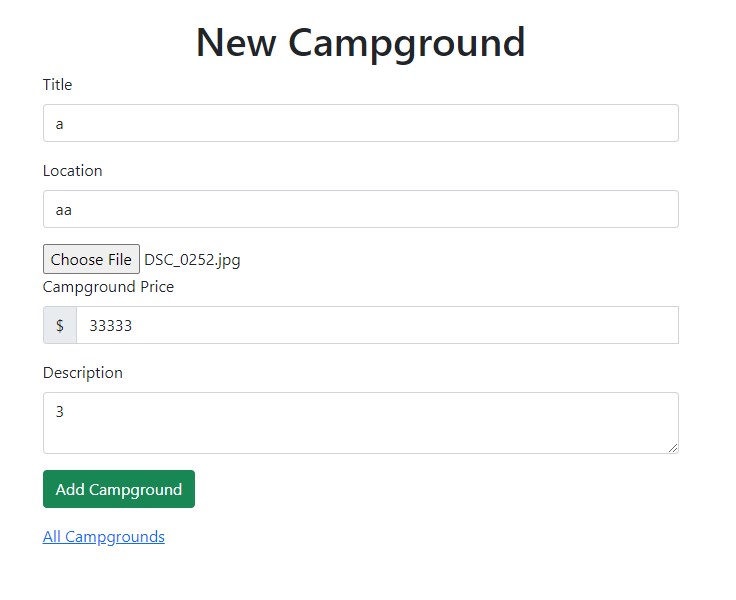 New Campground
Title
a
Location
aa
Choose File DSC_0252.jpg
Campground Price
$ 33333
Description
3
Add Campground
All Campgrounds